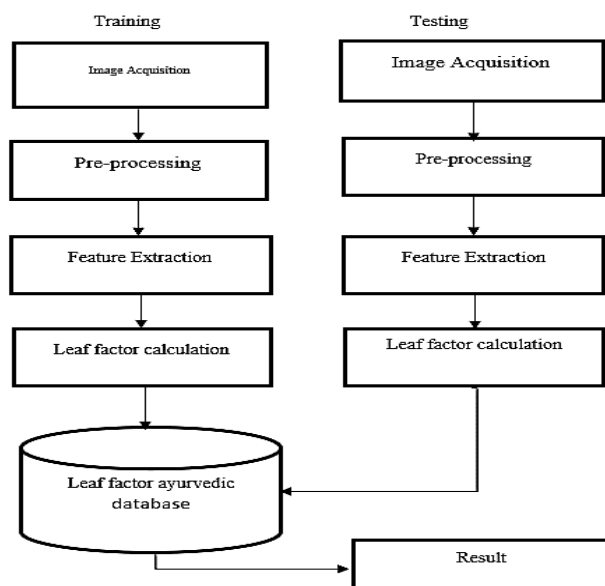 Training
Image Acquisition
Pre-processing
Feature Extraction
Leaf factor calculation
Leaf factor ayurvedic
database
Testing
Image Acquisition
Pre-processing
Feature Extraction
Leaf factor calculation
Result